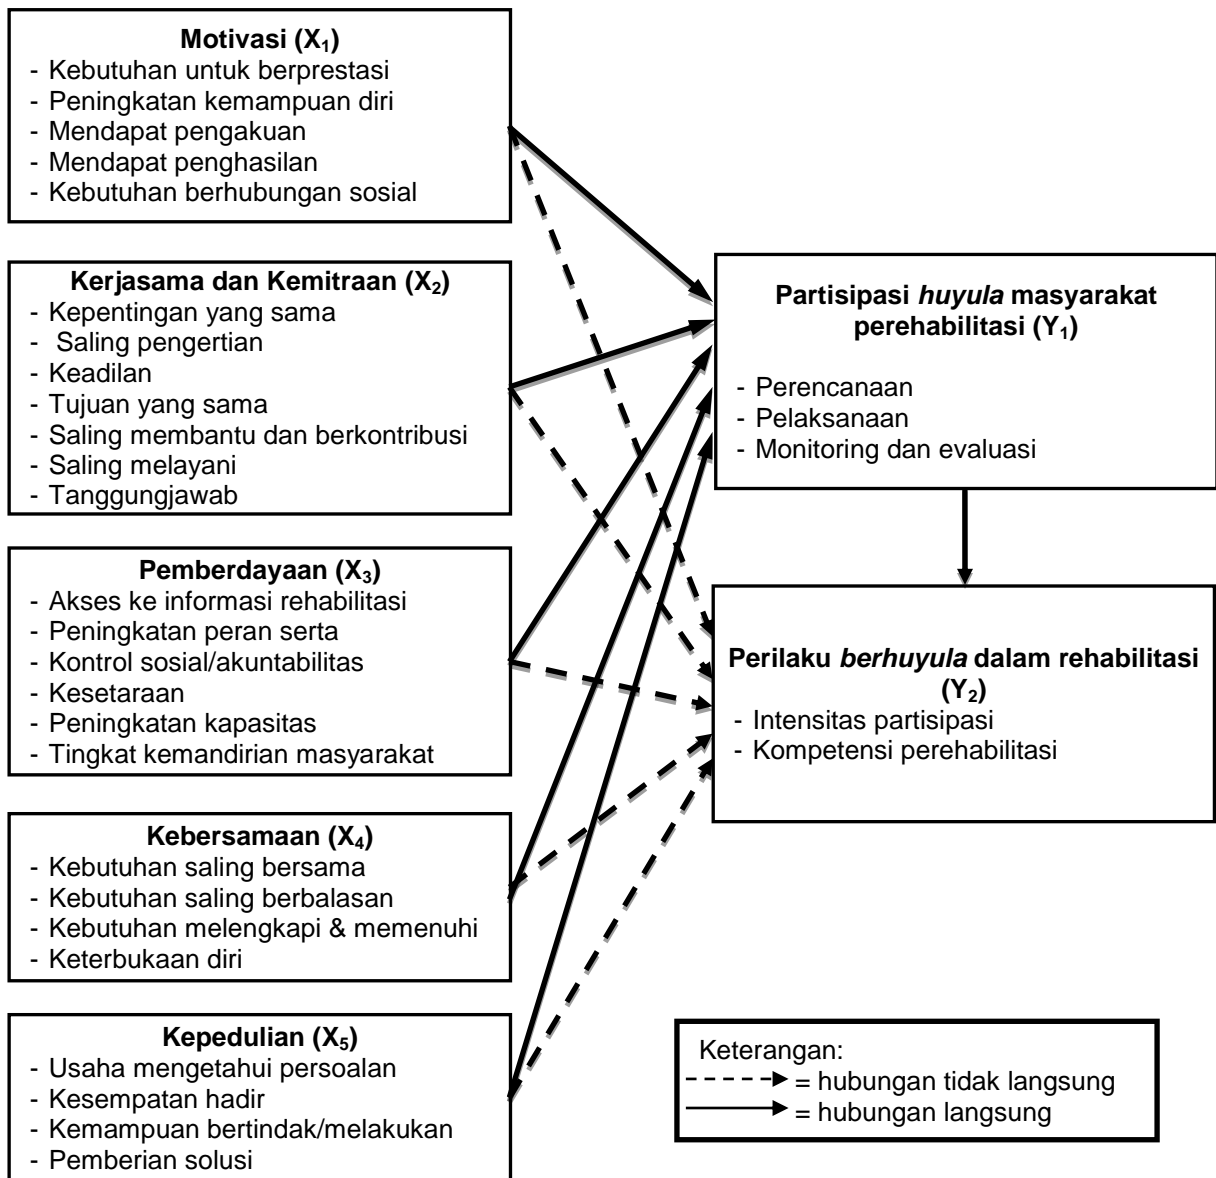 Motivasi (X₁)
- Kebutuhan untuk berprestasi
- Peningkatan kemampuan diri
- Mendapat pengakuan
- Mendapat penghasilan
- Kebutuhan berhubungan sosial
Kerjasama dan Kemitraan (X₂)
- Kepentingan yang sama
- Saling pengertian
- Keadilan
- Tujuan yang sama
- Saling membantu dan berkontribusi
- Saling melayani
- Tanggungjawab
Pemberdayaan (X₃)
- Akses ke informasi rehabilitasi
- Peningkatan peran serta
- Kontrol sosial/akuntabilitas
- Kesetaraan
- Peningkatan kapasitas
- Tingkat kemandirian masyarakat
Kebersamaan (X₄)
- Kebutuhan saling bersama
- Kebutuhan saling berbalasan
- Kebutuhan melengkapi & memenuhi
- Keterbukaan diri
Kepedulian (X₅)
- Usaha mengetahui persoalan
- Kesempatan hadir
- Kemampuan bertindak/melakukan
- Pemberian solusi
Partisipasi huyula masyarakat
perehabilitasi (Y₁)
- Perencanaan
- Pelaksanaan
- Monitoring dan evaluasi
Perilaku berhuyula dalam rehabilitasi
(Y₂)
- Intensitas partisipasi
- Kompetensi perehabilitasi
Keterangan:
= hubungan tidak langsung
= hubungan langsung